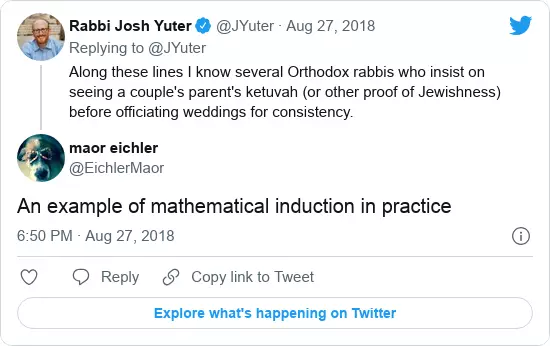 Rabbi Josh Yuter @JYuter · Aug 27, 2018
Replying to @JYuter
Along these lines I know several Orthodox rabbis who insist on
seeing a couple's parent's ketuvah (or other proof of Jewishness)
before officiating weddings for consistency.
maor eichler
@EichlerMaor
An example of mathematical induction in practice
6:50 PM · Aug 27, 2018
Reply Copy link to Tweet
Explore what's happening on Twitter